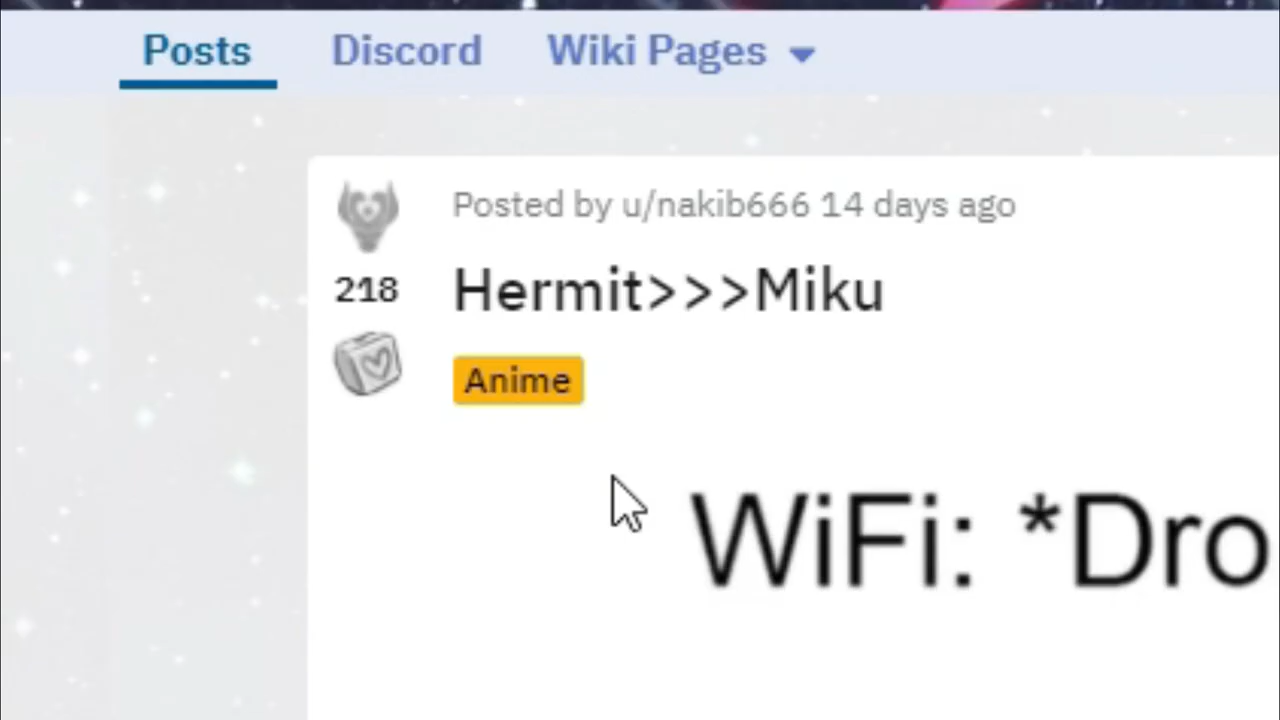 Posts Discord Wiki Pages
Posted by u/nakib666 14 days ago
218 Hermit>>>Miku
Anime
WiFi: *Dro